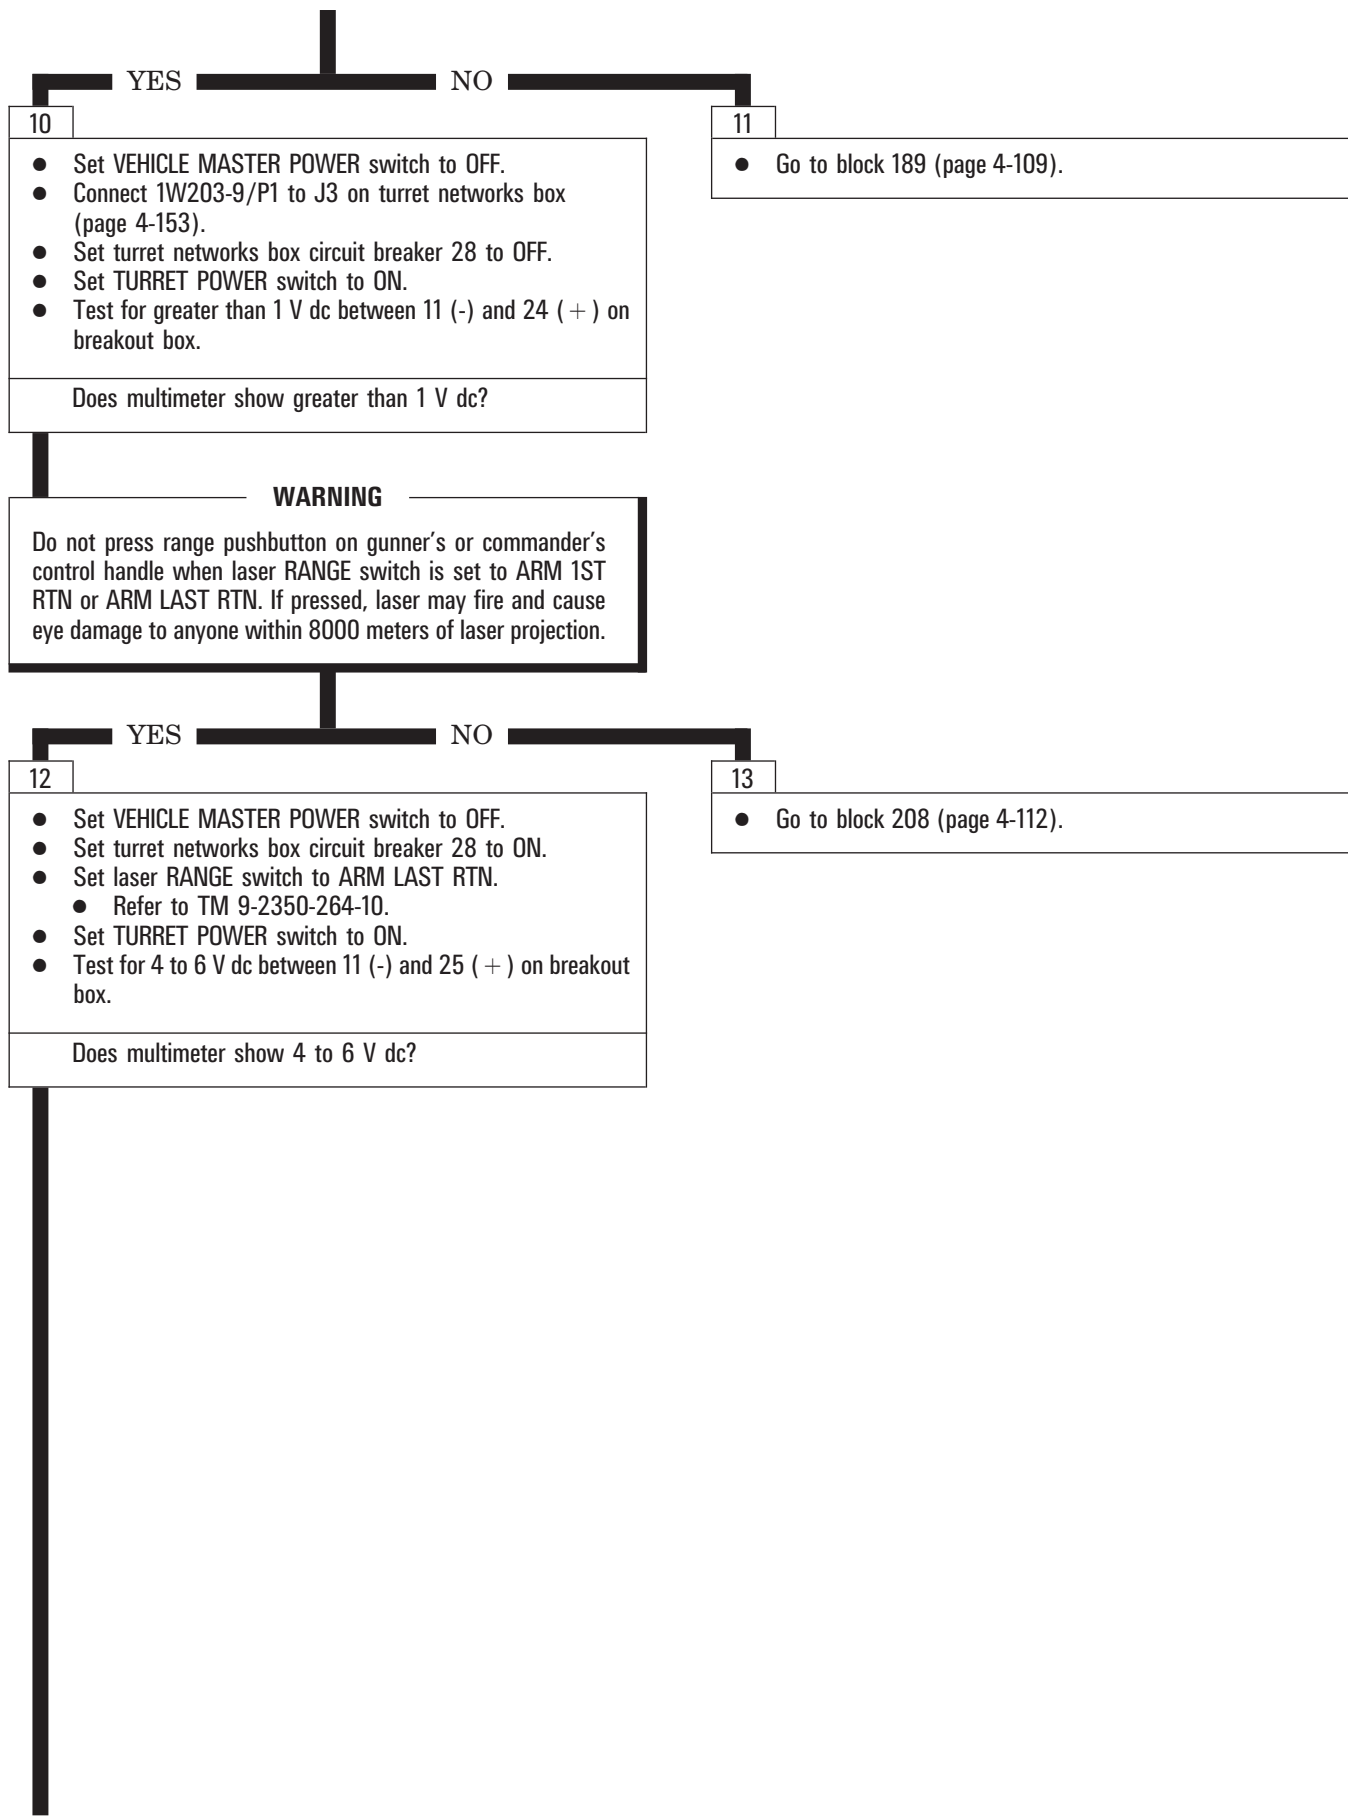 YES NO
10
● Set VEHICLE MASTER POWER switch to OFF.
● Connect 1W203-9/P1 to J3 on turret networks box
(page 4-153).
● Set turret networks box circuit breaker 28 to OFF.
● Set TURRET POWER switch to ON.
● Test for greater than 1 V dc between 11 (-) and 24 ( + ) on
breakout box.
Does multimeter show greater than 1 V dc?
11
● Go to block 189 (page 4-109).
WARNING
Do not press range pushbutton on gunner's or commander's
control handle when laser RANGE switch is set to ARM 1ST
RTN or ARM LAST RTN. If pressed, laser may fire and cause
eye damage to anyone within 8000 meters of laser projection.
YES NO
12
● Set VEHICLE MASTER POWER switch to OFF.
● Set turret networks box circuit breaker 28 to ON.
● Set laser RANGE switch to ARM LAST RTN.
● Refer to TM 9-2350-264-10.
● Set TURRET POWER switch to ON.
● Test for 4 to 6 V dc between 11 (-) and 25 ( + ) on breakout
box.
Does multimeter show 4 to 6 V dc?
13
● Go to block 208 (page 4-112).